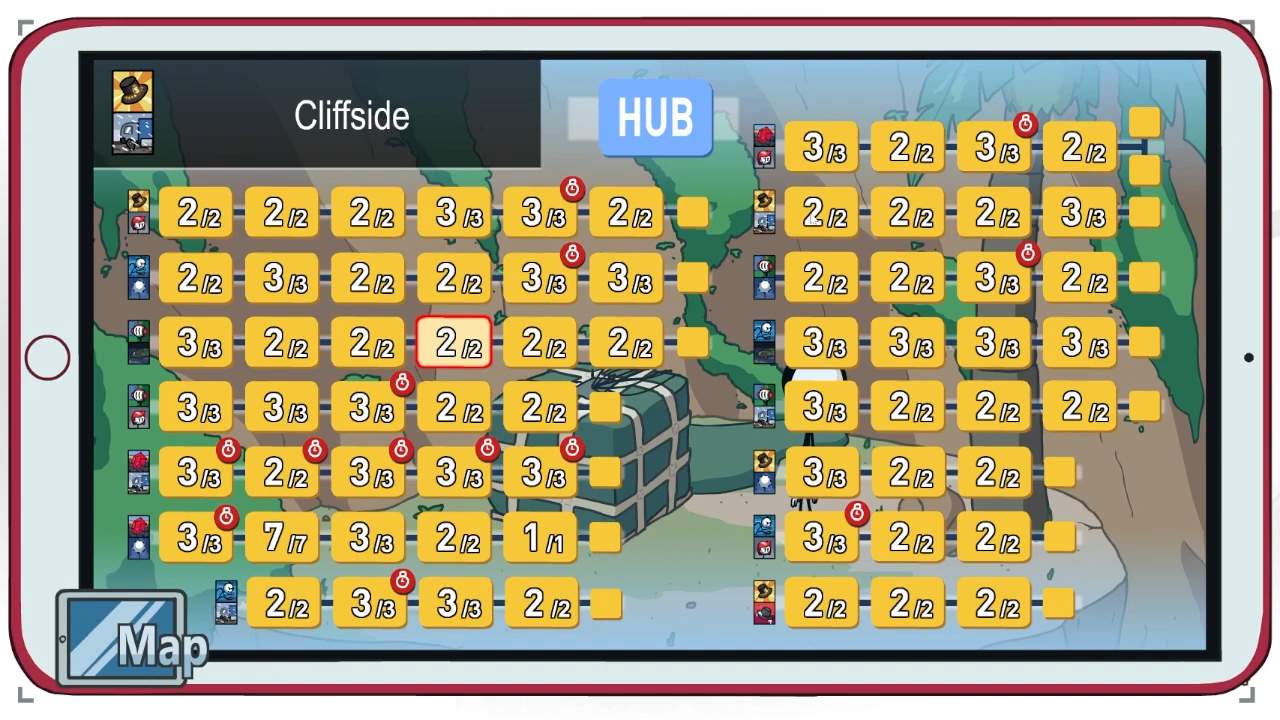 Cliffside
HUB
3/3 2/2 3/3 2/2
2/2 2/2 2/2 3/3 3/3 2/2
2/2 2/2 2/2 3/3
2/2 3/3 2/2 2/2 3/3 3/3
2/2 2/2 3/3 2/2
3/3 2/2 2/2 2/2 2/2 2/2
3/3 3/3 3/3 3/3
3/3 3/3 3/3 2/2 2/2
3/3 2/2 2/2 2/2
3/3 2/2 3/3 3/3 3/3
3/3 2/2 2/2
3/3 7/7 3/3 2/2 1/1
3/3 2/2 2/2
2/2 3/3 3/3 2/2
2/2 2/2 2/2
Map